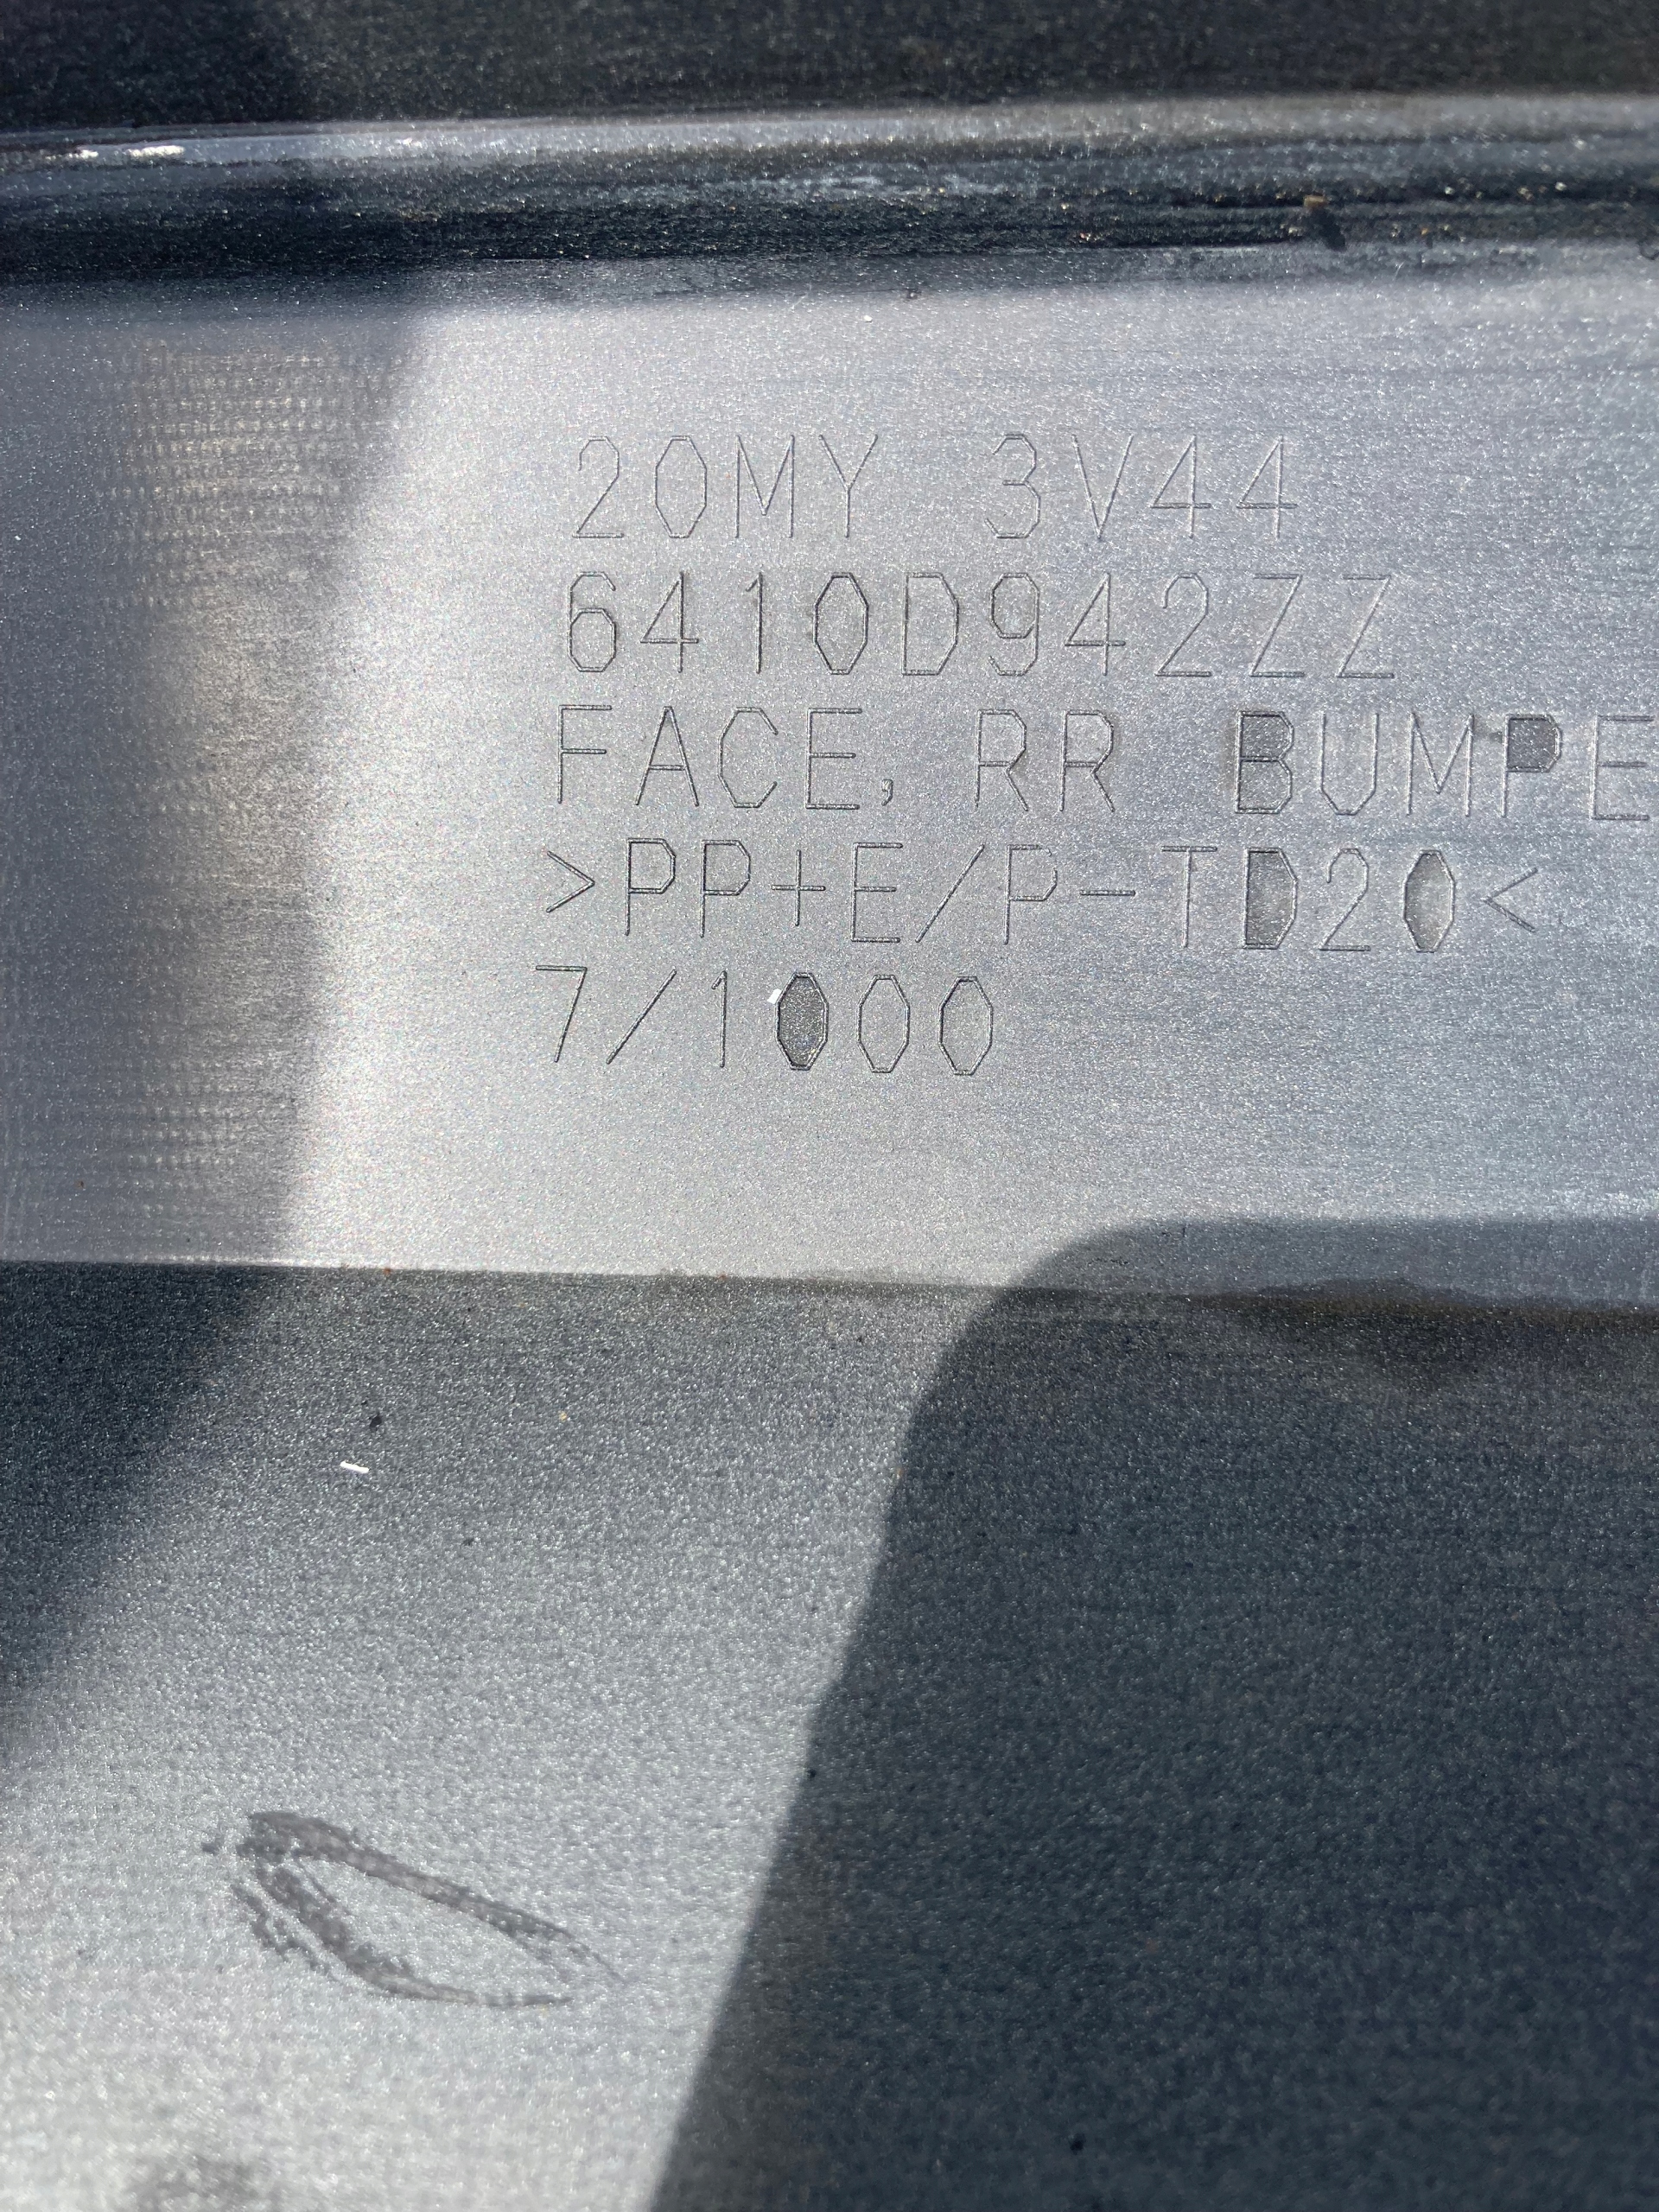 20MY 3V44
6410D942ZZ
FACE, RR BUMPE
>PP+E/P-TD20<
7/1000